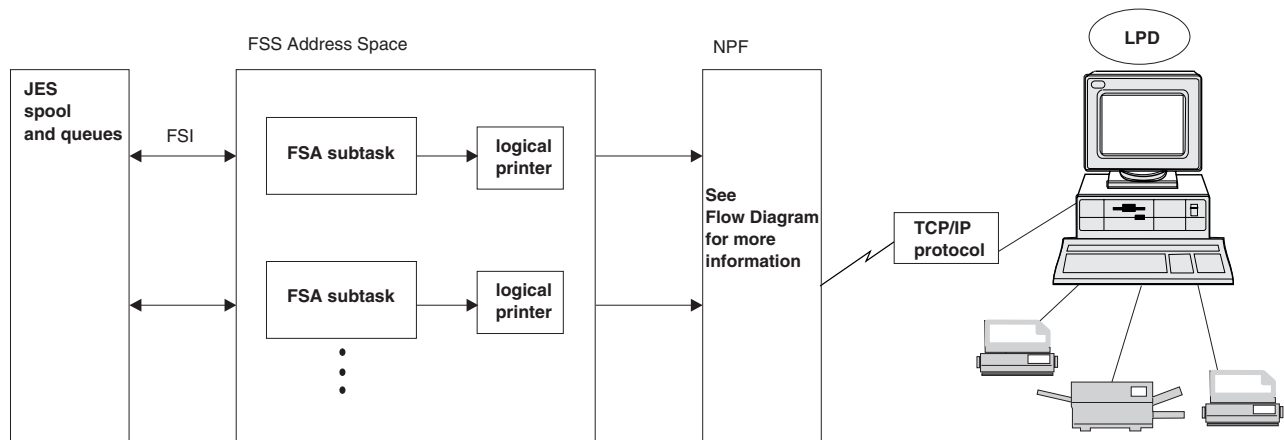 FSS Address Space
NPF
LPD
JES
spool
and queues
FSI
FSA subtask
logical
printer
See
Flow Diagram
for more
information
TCP/IP
protocol
FSA subtask
logical
printer